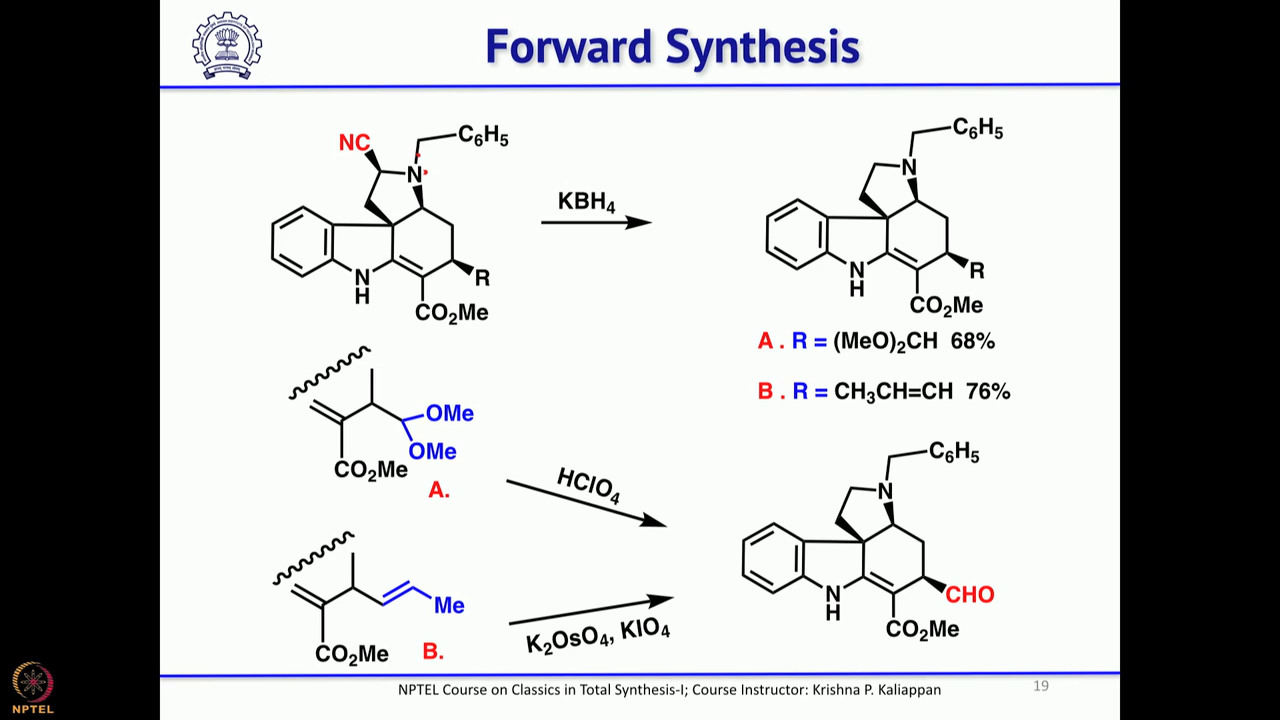 Forward Synthesis
NC
C6H5
N
N
H
R
CO2Me
KBH4
C6H5
N
N
H
R
CO2Me
A . R = (MeO)2CH 68%
B . R = CH3CH=CH 76%
OMe
OMe
CO2Me
A.
HClO4
Me
CO2Me
B.
K2OsO4, KIO4
C6H5
N
N
H
CHO
CO2Me
NPTEL Course on Classics in Total Synthesis-I; Course Instructor: Krishna P. Kaliappan
19
NPTEL